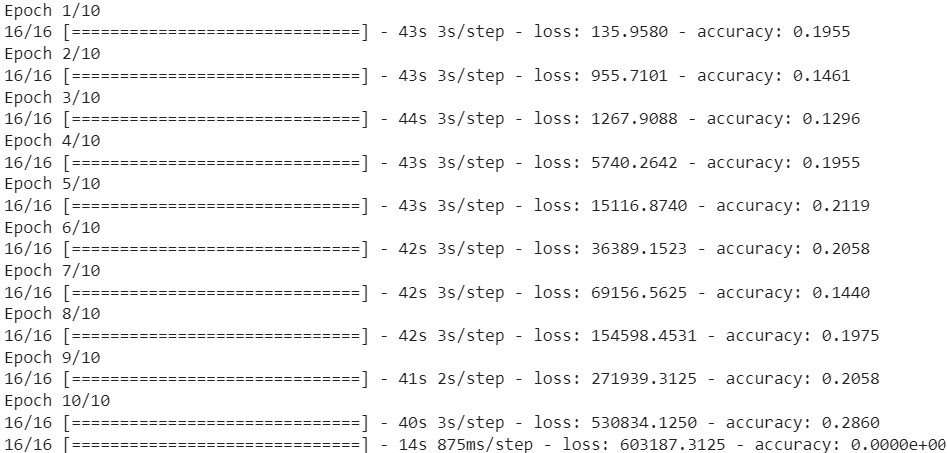 Epoch 1/10
16/16 [==============================] - 43s 3s/step - loss: 135.9580 - accuracy: 0.1955
Epoch 2/10
16/16 [==============================] - 43s 3s/step - loss: 955.7101 - accuracy: 0.1461
Epoch 3/10
16/16 [==============================] - 44s 3s/step - loss: 1267.9088 - accuracy: 0.1296
Epoch 4/10
16/16 [==============================] - 43s 3s/step - loss: 5740.2642 - accuracy: 0.1955
Epoch 5/10
16/16 [==============================] - 43s 3s/step - loss: 15116.8740 - accuracy: 0.2119
Epoch 6/10
16/16 [==============================] - 42s 3s/step - loss: 36389.1523 - accuracy: 0.2058
Epoch 7/10
16/16 [==============================] - 42s 3s/step - loss: 69156.5625 - accuracy: 0.1440
Epoch 8/10
16/16 [==============================] - 42s 3s/step - loss: 154598.4531 - accuracy: 0.1975
Epoch 9/10
16/16 [==============================] - 41s 2s/step - loss: 271939.3125 - accuracy: 0.2058
Epoch 10/10
16/16 [==============================] - 40s 3s/step - loss: 530834.1250 - accuracy: 0.2860
16/16 [==============================] - 14s 875ms/step - loss: 603187.3125 - accuracy: 0.0000e+00